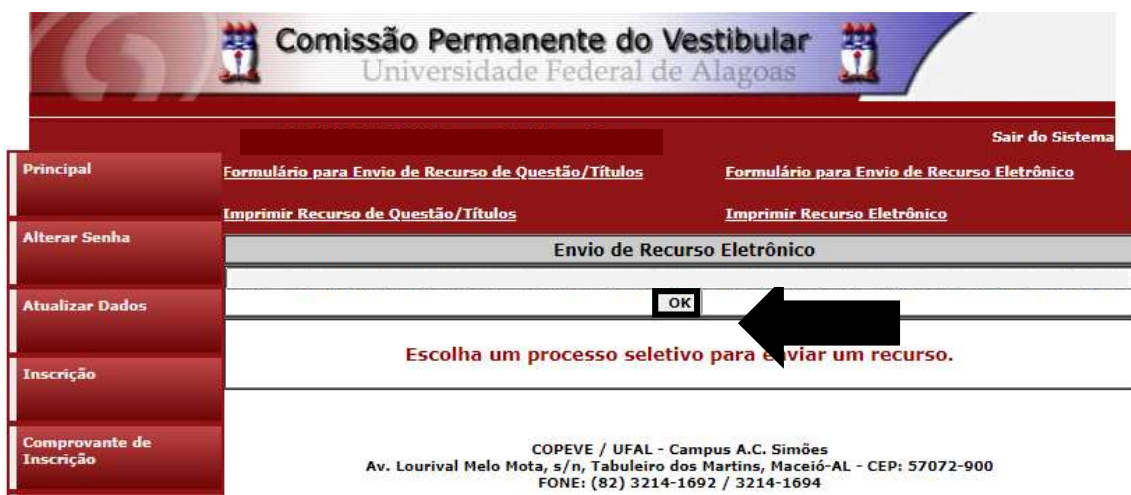 Comissão Permanente do Vestibular
Universidade Federal de Alagoas
Sair do Sistema
Principal
Formulário para Envio de Recurso de Questão/Títulos
Formulário para Envio de Recurso Eletrônico
Imprimir Recurso de Questão/Títulos
Imprimir Recurso Eletrônico
Alterar Senha
Envio de Recurso Eletrônico
Atualizar Dados
OK
Escolha um processo seletivo para enviar um recurso.
Inscrição
Comprovante de
Inscrição
COPEVE / UFAL - Campus A.C. Simões
Av. Lourival Melo Mota, s/n, Tabuleiro dos Martins, Maceió-AL - CEP: 57072-900
FONE: (82) 3214-1692 / 3214-1694